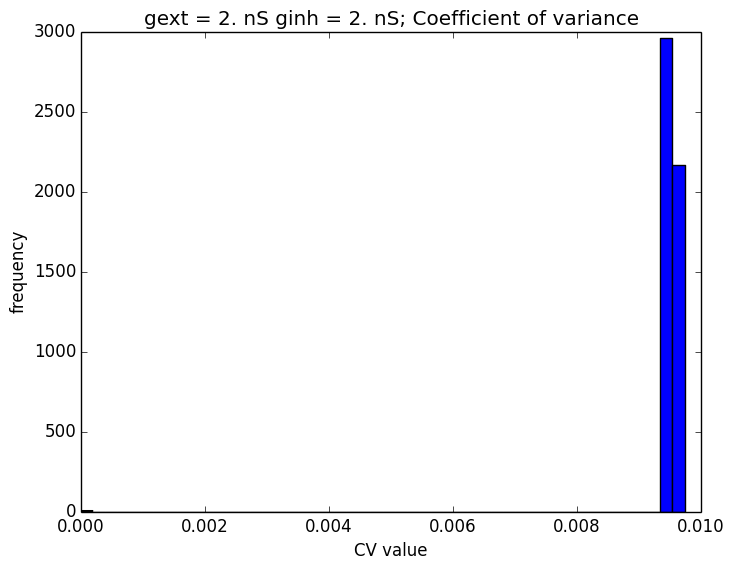 gext = 2. nS ginh = 2. nS; Coefficient of variance
3000
2500
2000
1500
1000
500
0
frequency
0.000 0.002 0.004 0.006 0.008 0.010
CV value